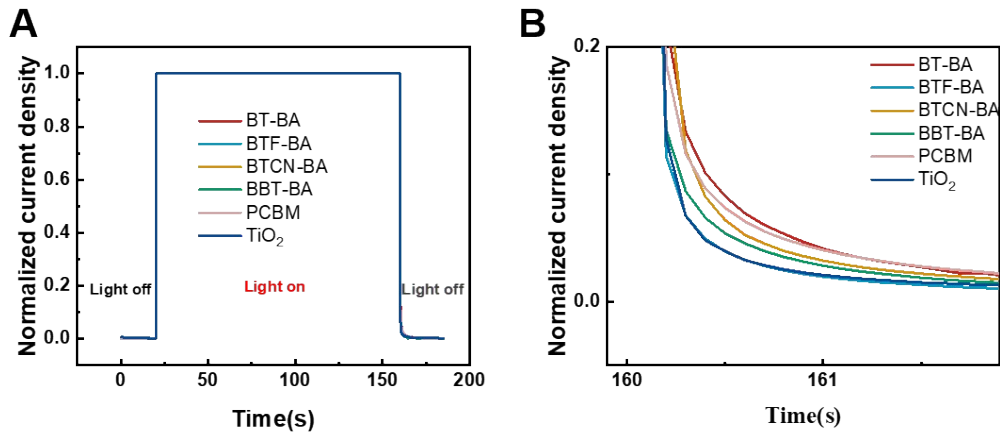 A
Normalized current density
1.0
0.8
0.6
0.4
0.2
0.0
BT-BA
BTF-BA
BTCN-BA
BBT-BA
PCBM
TiO₂
Light off
Light on
Light off
0
50
100
150
200
Time(s)
B
Normalized current density
0.2
0.0
BT-BA
BTF-BA
BTCN-BA
BBT-BA
PCBM
TiO₂
160
161
Time(s)